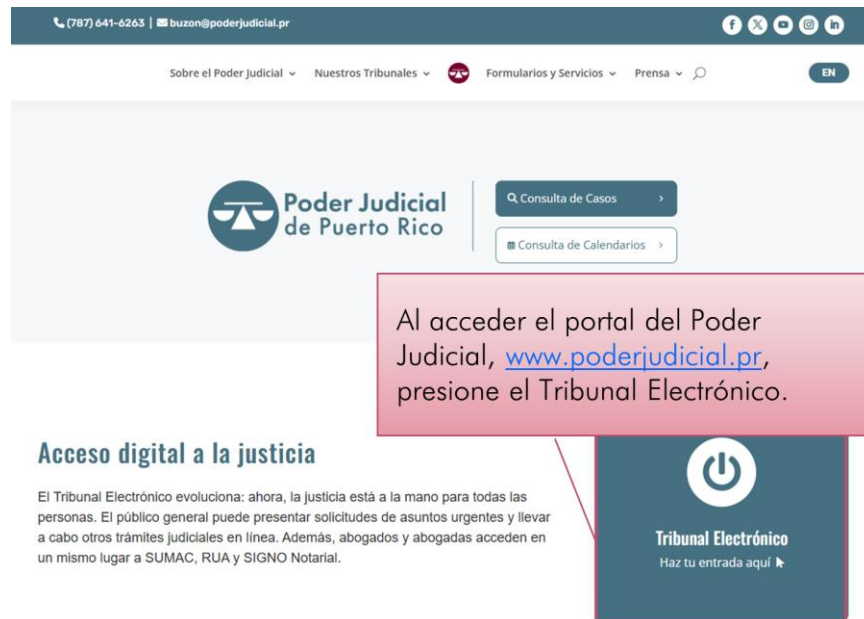 (787) 641-6263 | buzon@poderjudicial.pr
Sobre el Poder Judicial Nuestros Tribunales Formularios y Servicios Prensa EN
Poder Judicial
de Puerto Rico
Consulta de Casos
Consulta de Calendarios
Al acceder el portal del Poder
Judicial, www.poderjudicial.pr,
presione el Tribunal Electrónico.
Acceso digital a la justicia
El Tribunal Electrónico evoluciona: ahora, la justicia está a la mano para todas las
personas. El público general puede presentar solicitudes de asuntos urgentes y llevar
a cabo otros trámites judiciales en línea. Además, abogados y abogadas acceden en
un mismo lugar a SUMAC, RUA y SIGNO Notarial.
Tribunal Electrónico
Haz tu entrada aquí